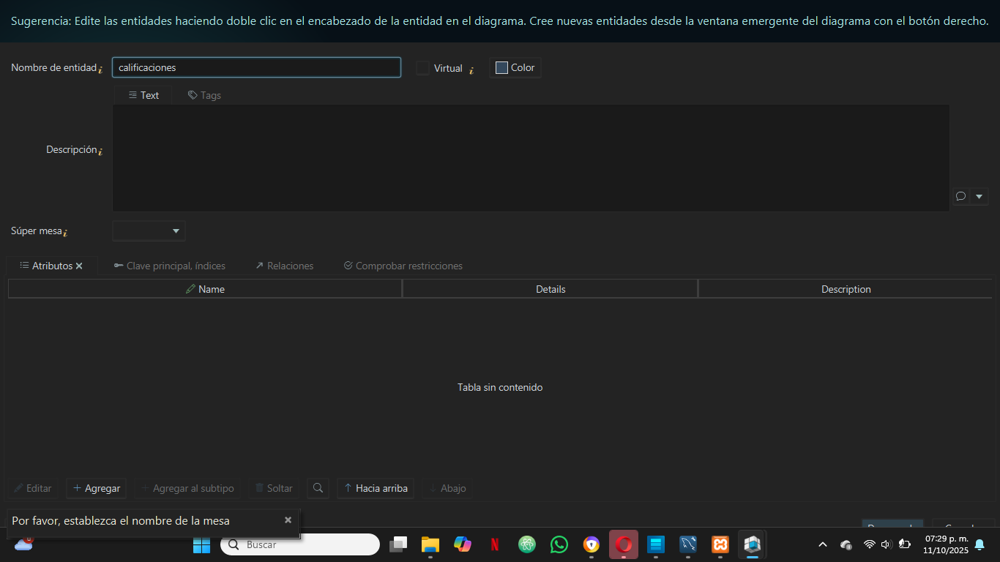 Sugerencia: Edite las entidades haciendo doble clic en el encabezado de la entidad en el diagrama. Cree nuevas entidades desde la ventana emergente del diagrama con el botón derecho.
Nombre de entidad
calificaciones
Virtual
Color
Text
Tags
Descripción
Súper mesa
Atributos
Clave principal, índices
Relaciones
Comprobar restricciones
Name
Details
Description
Tabla sin contenido
Editar
Agregar
Agregar al subtipo
Soltar
Hacia arriba
Abajo
Por favor, establezca el nombre de la mesa
Buscar
07:29 p. m.
11/10/2025